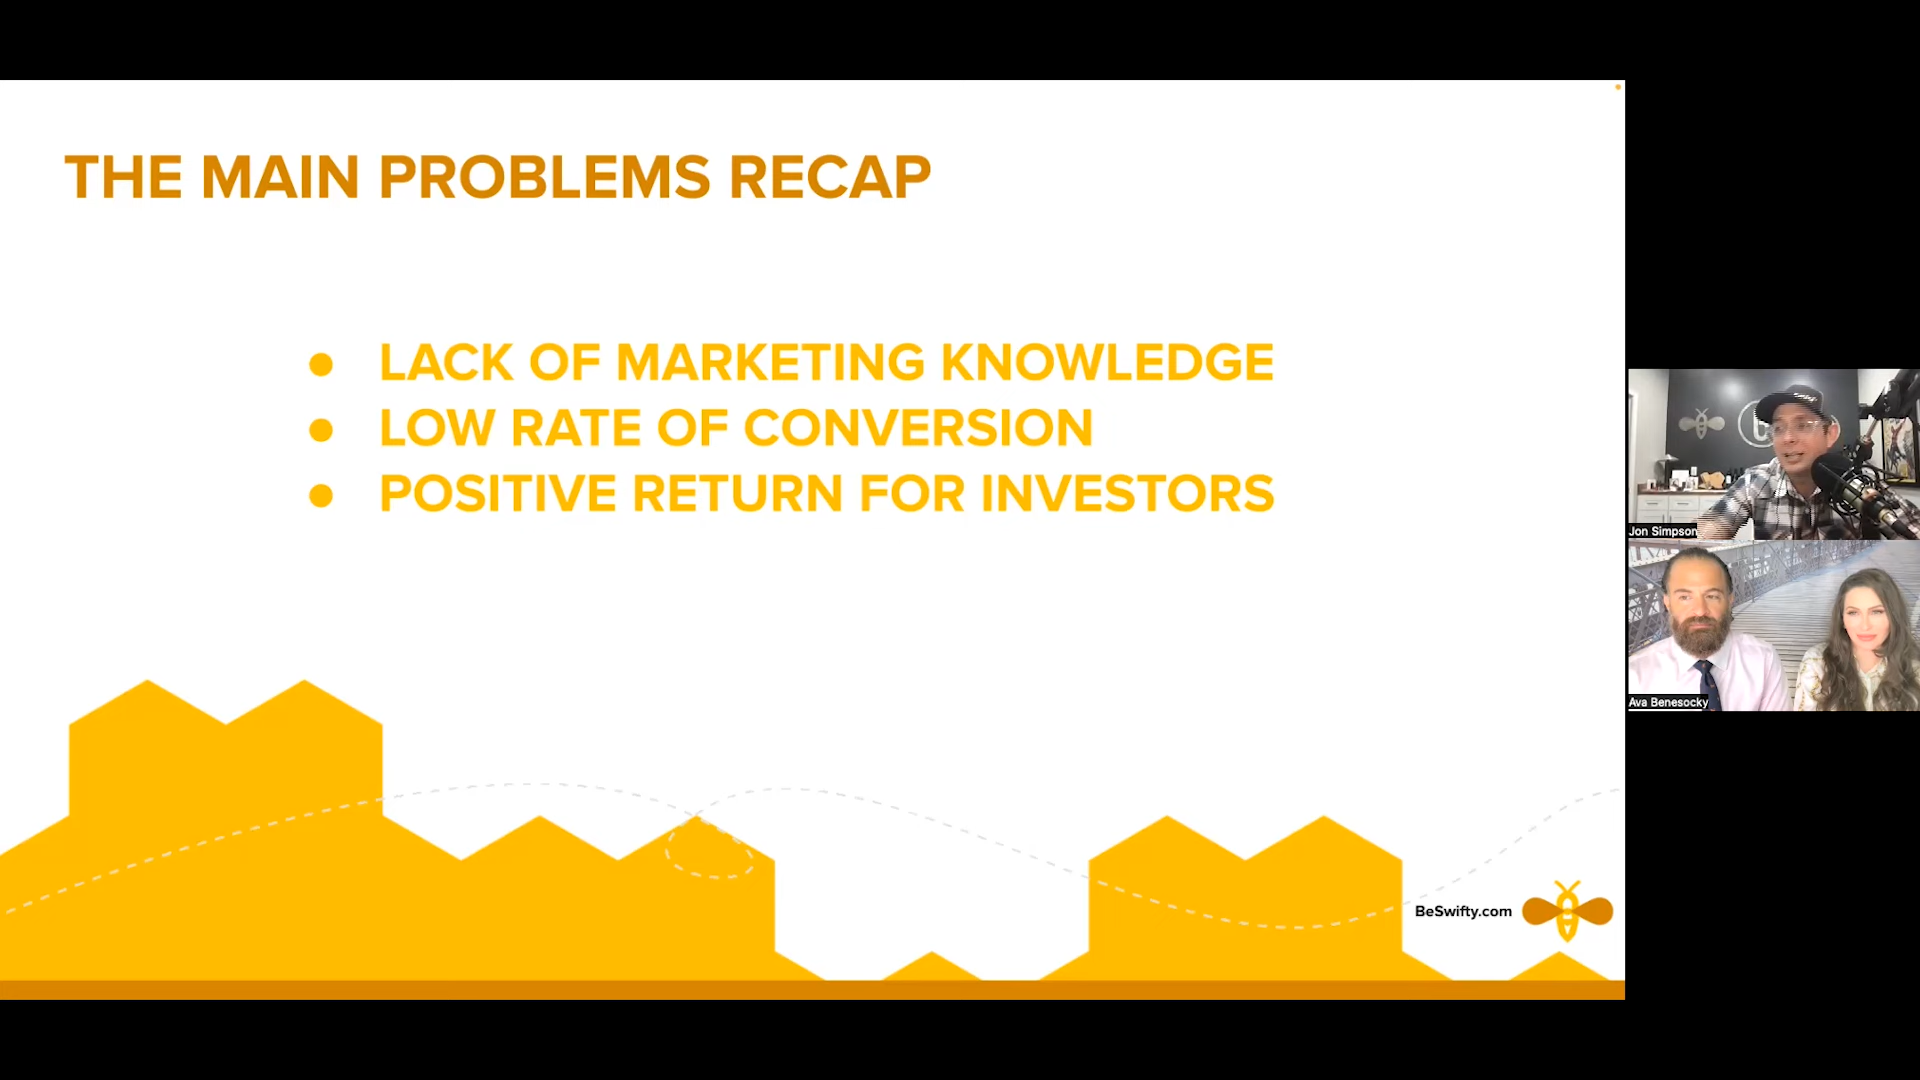 THE MAIN PROBLEMS RECAP
● LACK OF MARKETING KNOWLEDGE
● LOW RATE OF CONVERSION
● POSITIVE RETURN FOR INVESTORS
Jon Simpson
Ava Benesocky
BeSwifty.com